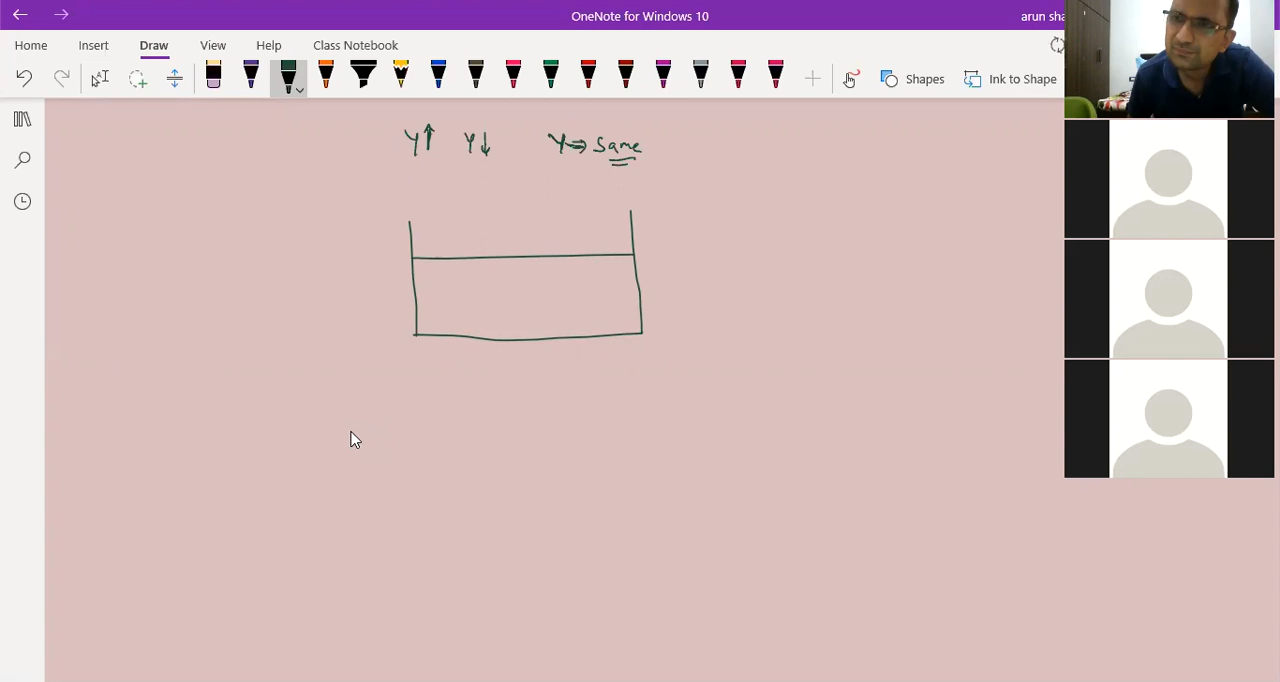 OneNote for Windows 10
arun sha
Home Insert Draw View Help Class Notebook
Shapes Ink to Shape
Y↑ Y↓ Y⇒ Same